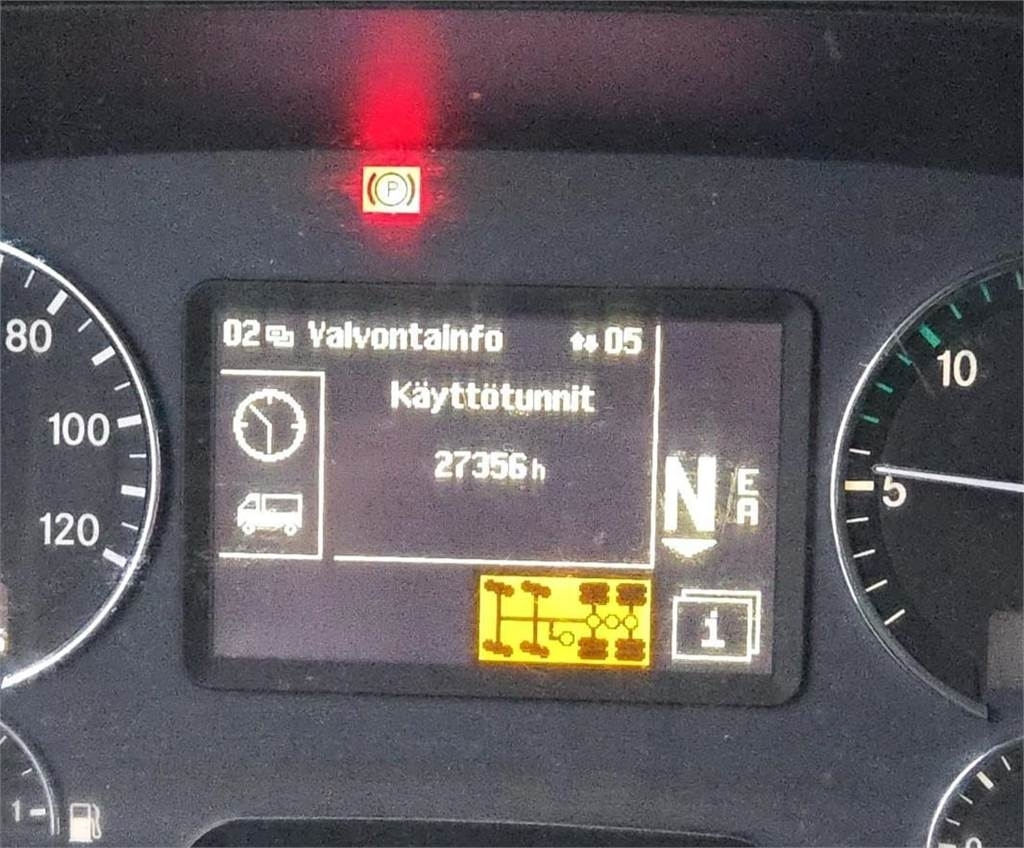 P
80
100
120
02 Valvontainfo 05
Käyttötunnit
27356 h
N E
A
i
10
5
1